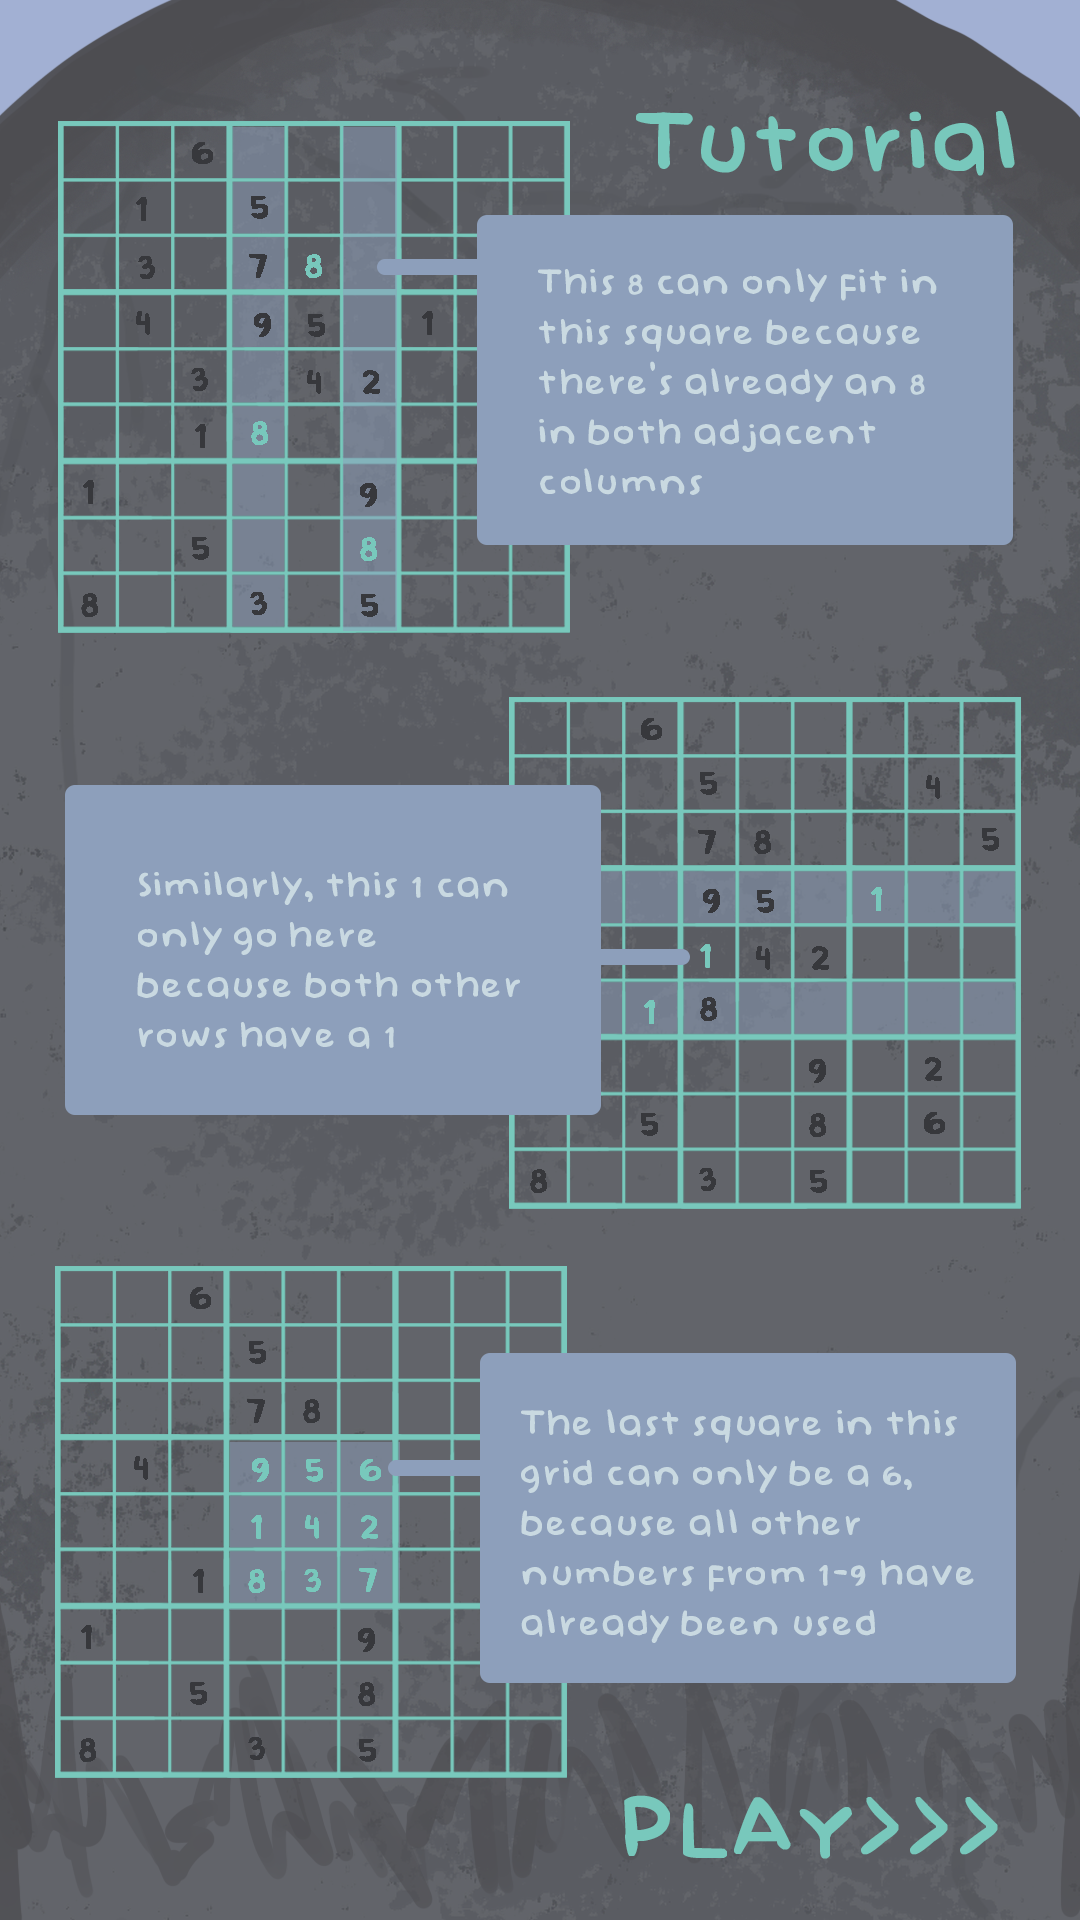 Tutorial
6
1 5
3 7 8
4 9 5 1
3 4 2
1 8
1 9
5 8
8 3 5
This 8 can only fit in
this square because
there's already an 8
in both adjacent
columns
6
5 4
7 8 5
9 5 1
1 4 2
1 8
9 2
5 8 6
8 3 5
Similarly, this 1 can
only go here
because both other
rows have a 1
6
5
7 8
4 9 5 6
1 4 2
1 8 3 7
1 9
5 8
8 3 5
The last square in this
grid can only be a 6,
because all other
numbers from 1-9 have
already been used
PLAY>>>